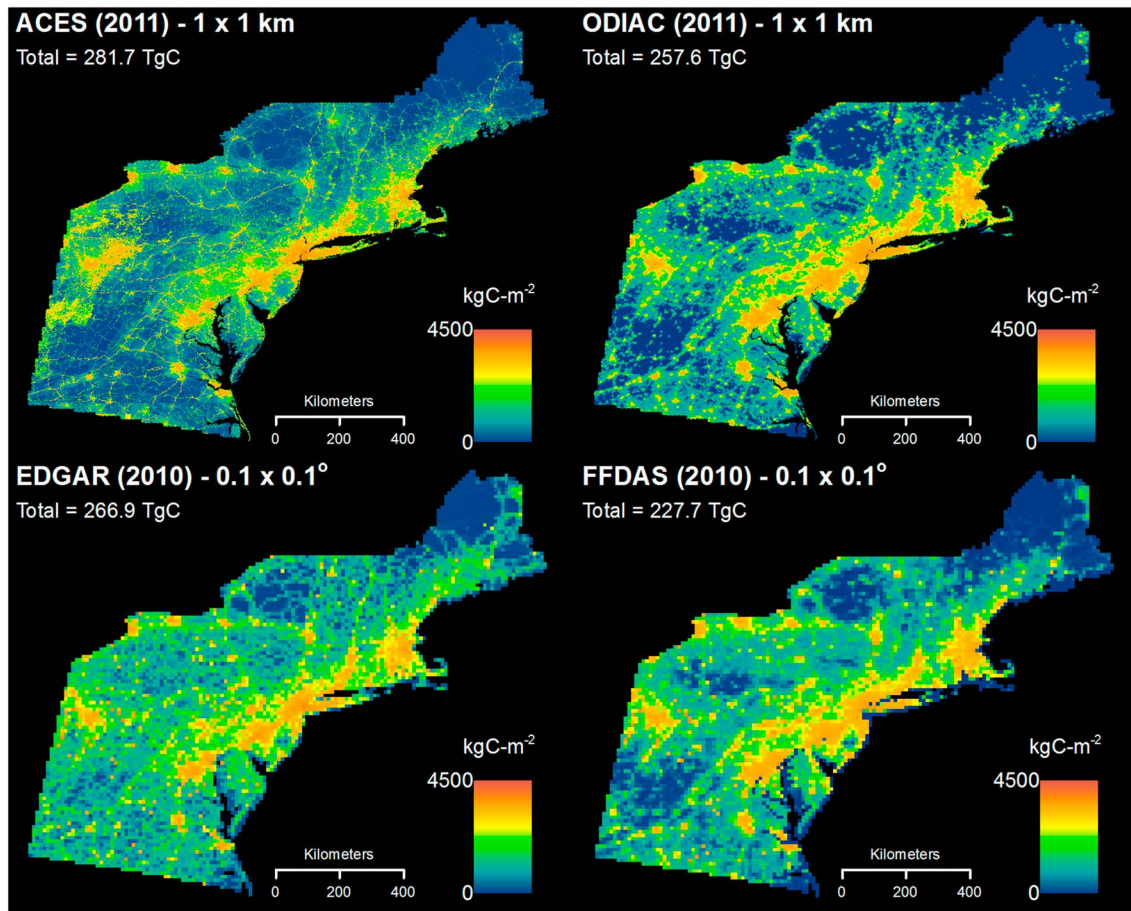 ACES (2011) - 1 x 1 km
Total = 281.7 TgC
kgC-m⁻²
4500
0
Kilometers
0 200 400
ODIAC (2011) - 1 x 1 km
Total = 257.6 TgC
kgC-m⁻²
4500
0
Kilometers
0 200 400
EDGAR (2010) - 0.1 x 0.1°
Total = 266.9 TgC
kgC-m⁻²
4500
0
Kilometers
0 200 400
FFDAS (2010) - 0.1 x 0.1°
Total = 227.7 TgC
kgC-m⁻²
4500
0
Kilometers
0 200 400